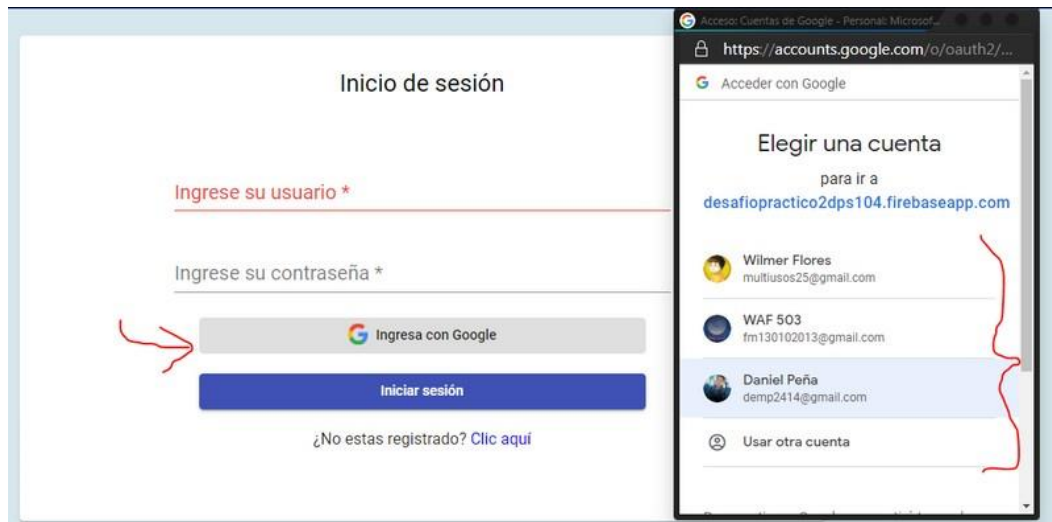 Inicio de sesión
Ingrese su usuario *
Ingrese su contraseña *
Ingresa con Google
Iniciar sesión
¿No estas registrado? Clic aquí
Acceso: Cuentas de Google - Personal: Microsof...
https://accounts.google.com/o/oauth2/...
Acceder con Google
Elegir una cuenta
para ir a
desafiopractico2dps104.firebaseapp.com
Wilmer Flores
multiusos25@gmail.com
WAF 503
fm130102013@gmail.com
Daniel Peña
demp2414@gmail.com
Usar otra cuenta